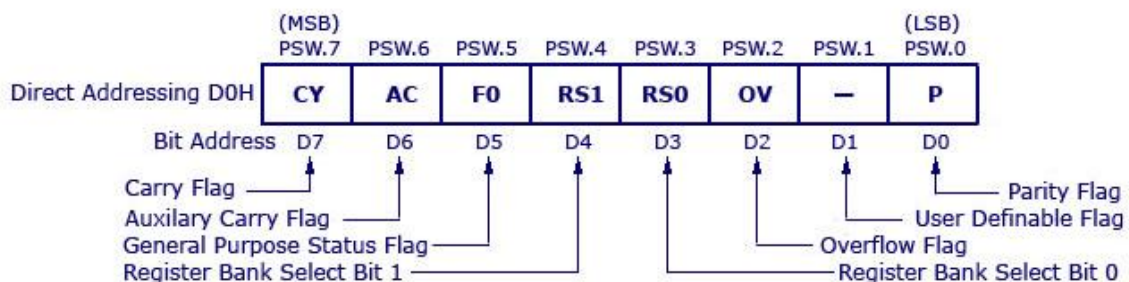 (MSB) (LSB)
PSW.7 PSW.6 PSW.5 PSW.4 PSW.3 PSW.2 PSW.1 PSW.0
Direct Addressing D0H CY AC F0 RS1 RS0 OV — P
Bit Address D7 D6 D5 D4 D3 D2 D1 D0
Carry Flag Parity Flag
Auxilary Carry Flag User Definable Flag
General Purpose Status Flag Overflow Flag
Register Bank Select Bit 1 Register Bank Select Bit 0